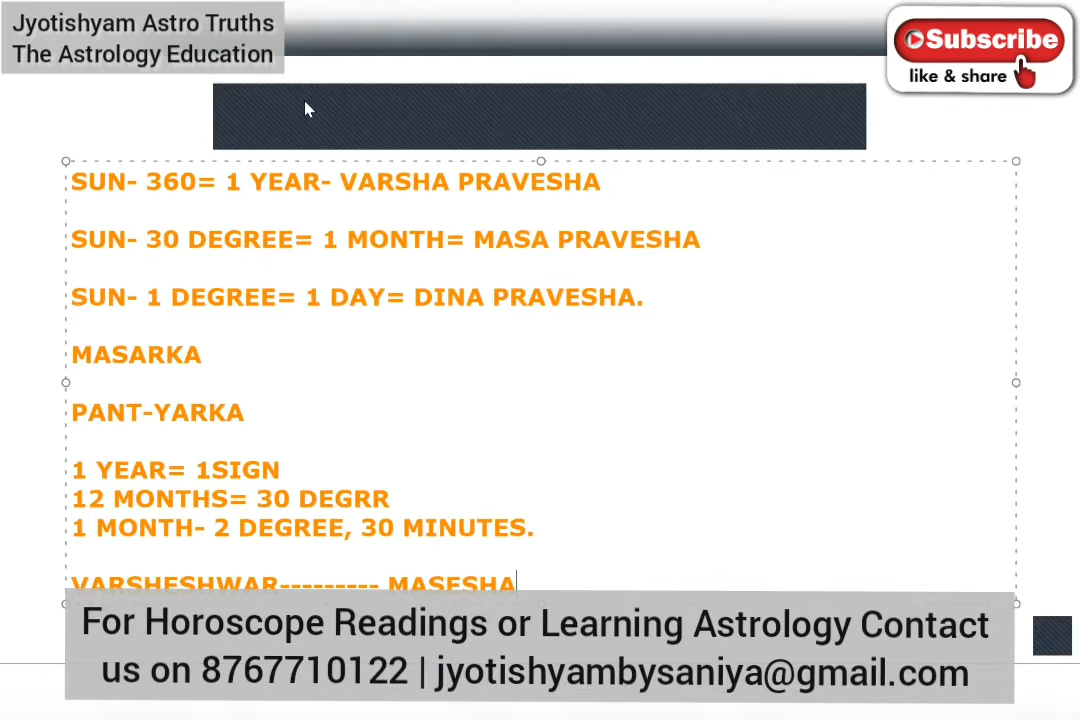 Jyotishyam Astro Truths
The Astrology Education
Subscribe
like & share
SUN- 360= 1 YEAR- VARSHA PRAVESHA
SUN- 30 DEGREE= 1 MONTH= MASA PRAVESHA
SUN- 1 DEGREE= 1 DAY= DINA PRAVESHA.
MASARKA
PANT-YARKA
1 YEAR= 1SIGN
12 MONTHS= 30 DEGRR
1 MONTH- 2 DEGREE, 30 MINUTES.
VARSHESHWAR--------- MASESHA
For Horoscope Readings or Learning Astrology Contact
us on 8767710122 | jyotishyambysaniya@gmail.com